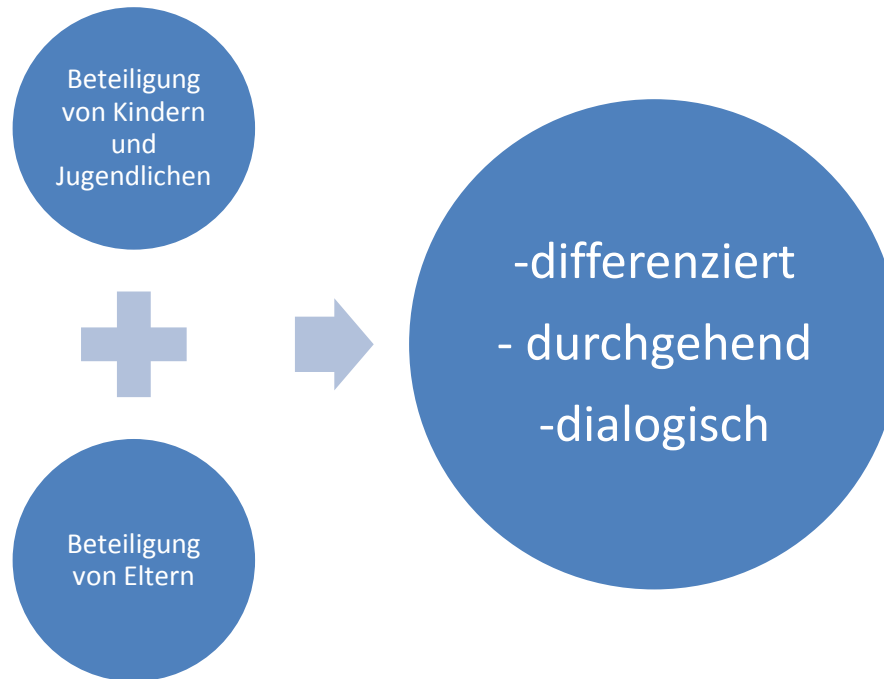 Beteiligung
von Kindern
und
Jugendlichen
Beteiligung
von Eltern
-differenziert
- durchgehend
-dialogisch